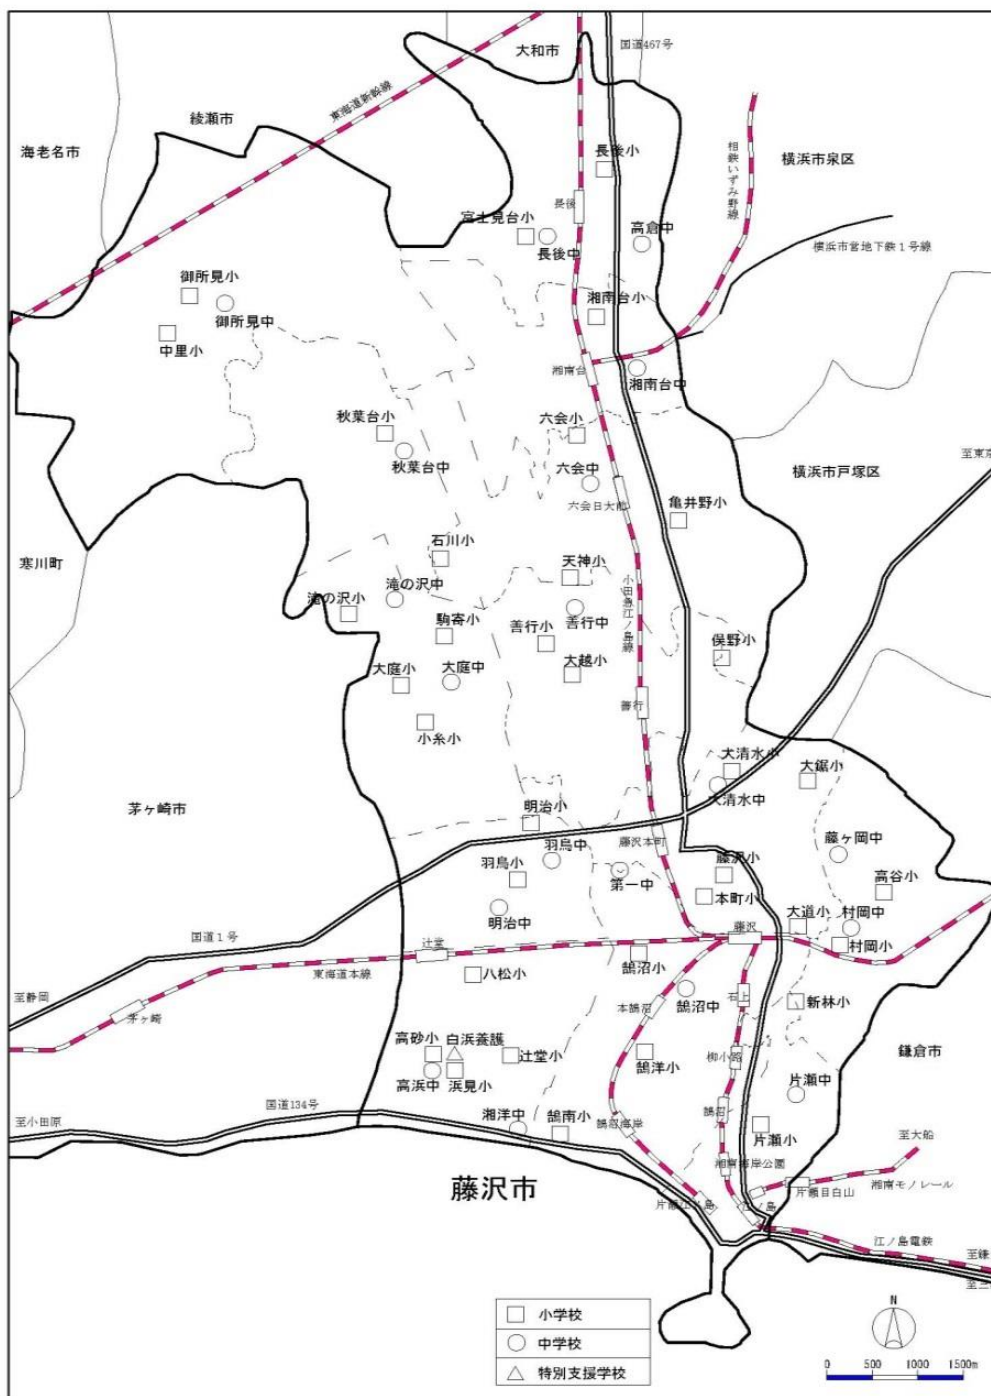 大和市
国道467号
東海道新幹線
綾瀬市
海老名市
相鉄いずみ野線
横浜市泉区
長後小
長後
富士見台小
長後中
高倉中
横浜市営地下鉄1号線
御所見小
御所見中
中里小
湘南台小
湘南台
湘南台中
秋葉台小
秋葉台中
六会小
六会中
六会日大前
横浜市戸塚区
亀井野小
寒川町
石川小
天神小
滝の沢中
滝の沢小
小田急江ノ島線
善行中
駒寄小
善行小
俣野小
大越小
大庭小
大庭中
善行
小糸小
大清水小
大鋸小
大清水中
茅ヶ崎市
明治小
藤沢本町
羽鳥中
藤ヶ岡中
羽鳥小
第一中
藤沢小
高谷小
本町小
明治中
大道小
村岡中
藤沢
国道1号
辻堂
村岡小
東海道本線
八松小
鵠沼小
至静岡
茅ヶ崎
本鵠沼
鵠沼中
石上
新林小
高砂小
白浜養護
辻堂小
鵠洋小
柳小路
鎌倉市
高浜中
浜見小
片瀬中
国道134号
至小田原
湘洋中
鵠南小
鵠沼海岸
鵠沼
片瀬小
至大船
湘南海岸公園
藤沢市
片瀬江ノ島
江ノ島
片瀬目白山
湘南モノレール
江ノ島電鉄
至鎌
小学校
中学校
特別支援学校
N
0 500 1000 1500m